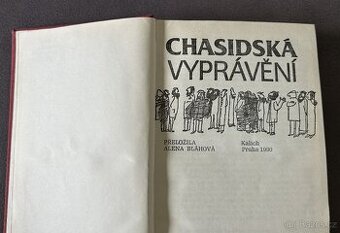 CHASIDSKÁ
VYPRÁVĚNÍ
PŘELOŽILA
ALENA BLÁHOVÁ
Kalich
Praha 1990